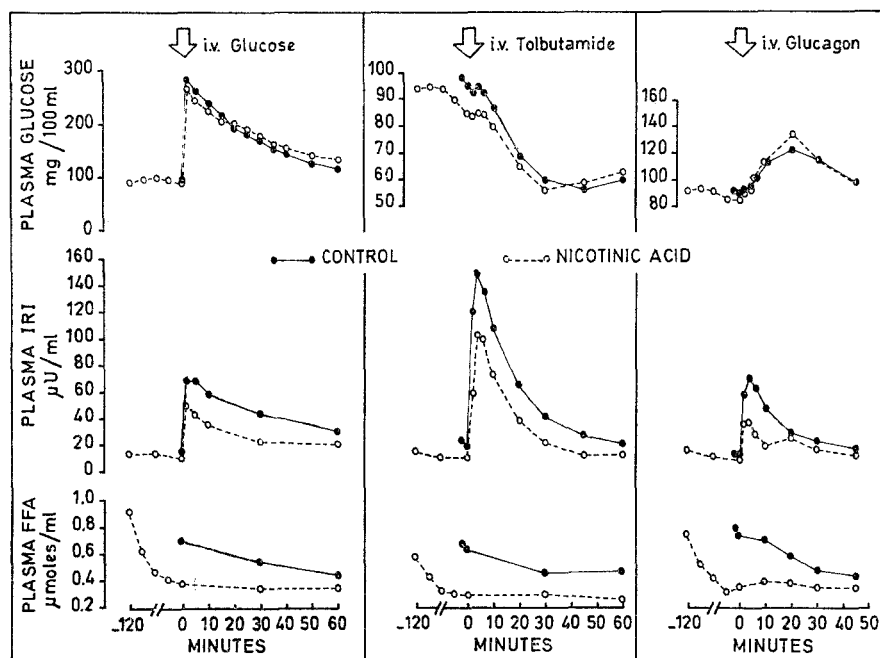 i.v. Glucose
i.v. Tolbutamide
i.v. Glucagon
PLASMA GLUCOSE
mg/100 ml
300
200
100
0
100
90
80
70
60
50
160
140
120
100
80
CONTROL
NICOTINIC ACID
PLASMA IRI
µU/ml
160
140
120
100
80
60
40
20
0
PLASMA FFA
µmoles/ml
1,0
0,8
0,6
0,4
0,2
-120 0 10 20 30 40 50 60
MINUTES
-120 0 10 20 30 40 50 60
MINUTES
-120 0 10 20 30 40 50
MINUTES